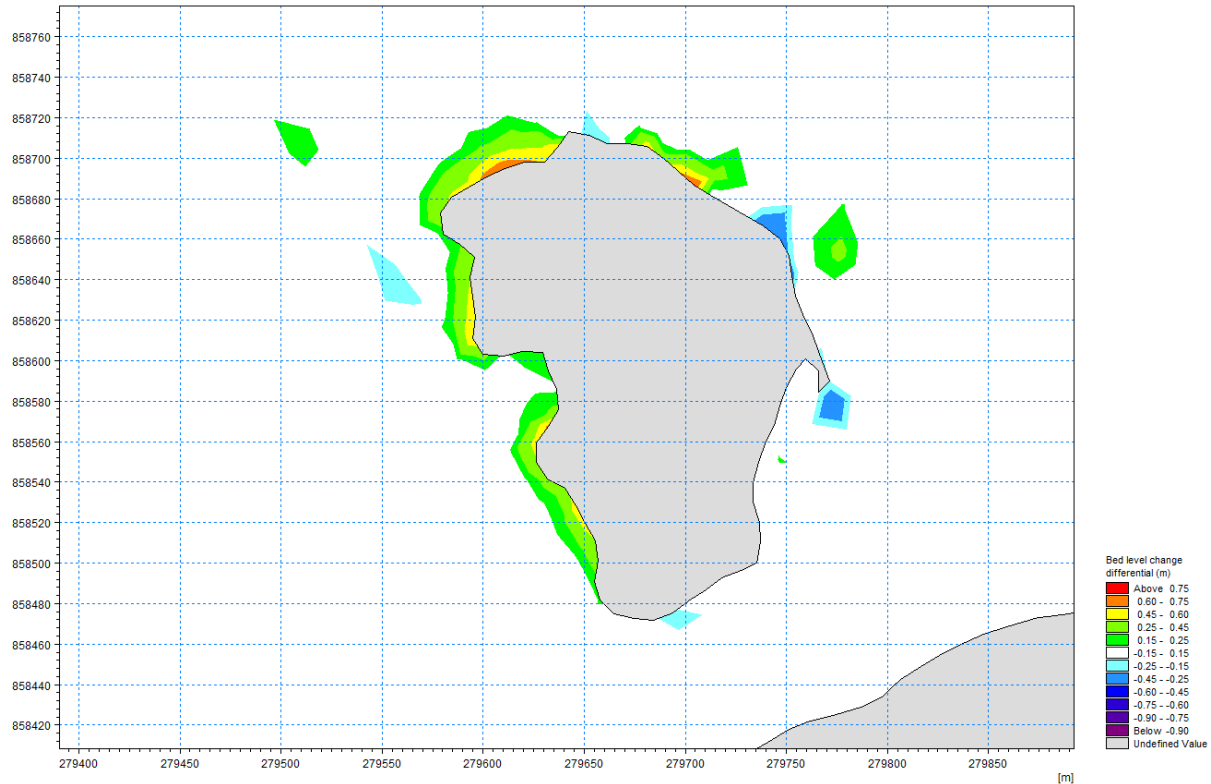 858760
858740
858720
858700
858680
858660
858640
858620
858600
858580
858560
858540
858520
858500
858480
858460
858440
858420
279400 279450 279500 279550 279600 279650 279700 279750 279800 279850
[m]
Bed level change
differential (m)
Above 0.75
0.60 - 0.75
0.45 - 0.60
0.25 - 0.45
0.15 - 0.25
-0.15 - 0.15
-0.25 - -0.15
-0.45 - -0.25
-0.60 - -0.45
-0.75 - -0.60
-0.90 - -0.75
Below -0.90
Undefined Value